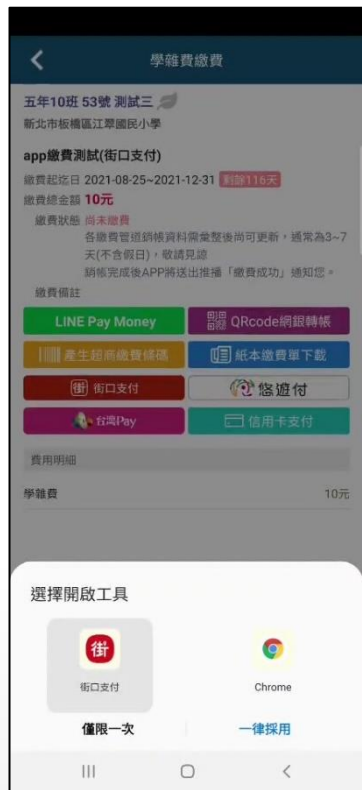 學雜費繳費
五年10班 53號 測試三
新北市板橋區江翠國民小學
app繳費測試(街口支付)
繳費起迄日 2021-08-25~2021-12-31 剩餘116天
繳費總金額 10元
繳費狀態 尚未繳費
各繳費管道銷帳資料需彙整後尚可更新，通常為3~7
天(不含假日)，敬請見諒
銷帳完成後APP將送出推播「繳費成功」通知您。
繳費備註
LINE Pay Money
QRcode網銀轉帳
產生超商繳費條碼
紙本繳費單下載
街 街口支付
悠遊付
台灣Pay
信用卡支付
費用明細
學雜費 10元
選擇開啟工具
街
街口支付
Chrome
僅限一次
一律採用